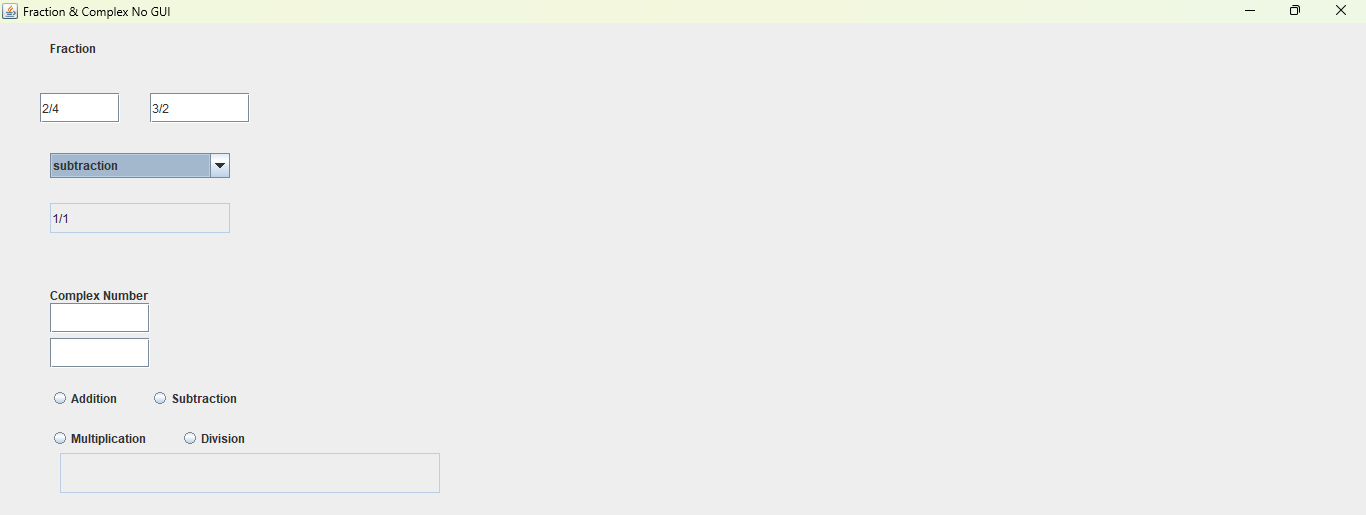 Fraction & Complex No GUI
Fraction
2/4 3/2
subtraction
1/1
Complex Number
Addition Subtraction
Multiplication Division